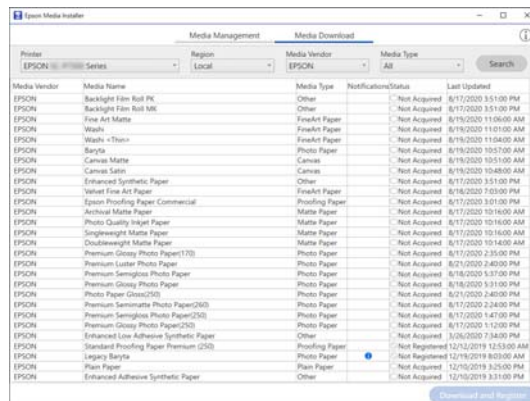 Epson Media Installer
Media Management Media Download
Printer Region Media Vendor Media Type
EPSON Series Local EPSON All Search
Media Vendor Media Name Media Type Notifications Status Last Updated
EPSON Backlight Film Roll PK Other Not Acquired 8/17/2020 3:51:00 PM
EPSON Backlight Film Roll MK Other Not Acquired 8/17/2020 3:51:00 PM
EPSON Fine Art Matte FineArt Paper Not Acquired 8/19/2020 11:06:00 AM
EPSON Washi FineArt Paper Not Acquired 8/19/2020 11:01:00 AM
EPSON Washi <Thin> FineArt Paper Not Acquired 8/19/2020 11:04:00 AM
EPSON Baryta Photo Paper Not Acquired 8/19/2020 10:57:00 AM
EPSON Canvas Matte Canvas Not Acquired 8/19/2020 10:51:00 AM
EPSON Canvas Satin Canvas Not Acquired 8/19/2020 10:48:00 AM
EPSON Enhanced Synthetic Paper Other Not Acquired 8/17/2020 3:51:00 PM
EPSON Velvet Fine Art Paper FineArt Paper Not Acquired 8/18/2020 7:03:00 PM
EPSON Epson Proofing Paper Commercial Proofing Paper Not Acquired 8/17/2020 3:01:00 PM
EPSON Archival Matte Paper Matte Paper Not Acquired 8/17/2020 10:16:00 AM
EPSON Photo Quality Inkjet Paper Matte Paper Not Acquired 8/17/2020 10:16:00 AM
EPSON Singleweight Matte Paper Matte Paper Not Acquired 8/17/2020 10:16:00 AM
EPSON Doubleweight Matte Paper Matte Paper Not Acquired 8/17/2020 10:14:00 AM
EPSON Premium Glossy Photo Paper(170) Photo Paper Not Acquired 8/17/2020 2:35:00 PM
EPSON Premium Luster Photo Paper Photo Paper Not Acquired 8/21/2020 2:40:00 PM
EPSON Premium Semigloss Photo Paper Photo Paper Not Acquired 8/18/2020 5:37:00 PM
EPSON Premium Glossy Photo Paper Photo Paper Not Acquired 8/18/2020 5:31:00 PM
EPSON Photo Paper Gloss(250) Photo Paper Not Acquired 8/21/2020 2:40:00 PM
EPSON Premium Semimatte Photo Paper(260) Photo Paper Not Acquired 8/17/2020 2:24:00 PM
EPSON Premium Semigloss Photo Paper(250) Photo Paper Not Acquired 8/17/2020 1:47:00 PM
EPSON Premium Glossy Photo Paper(250) Photo Paper Not Acquired 8/17/2020 1:12:00 PM
EPSON Enhanced Low Adhesive Synthetic Paper Other Not Acquired 3/26/2020 7:34:00 PM
EPSON Standard Proofing Paper Premium (250) Proofing Paper Not Registered 12/12/2019 12:53:00 AM
EPSON Legacy Baryta Photo Paper Not Registered 12/19/2019 8:03:00 AM
EPSON Plain Paper Plain Paper Not Acquired 12/10/2019 3:25:00 PM
EPSON Enhanced Adhesive Synthetic Paper Other Not Acquired 12/10/2019 3:31:00 PM
Download and Register